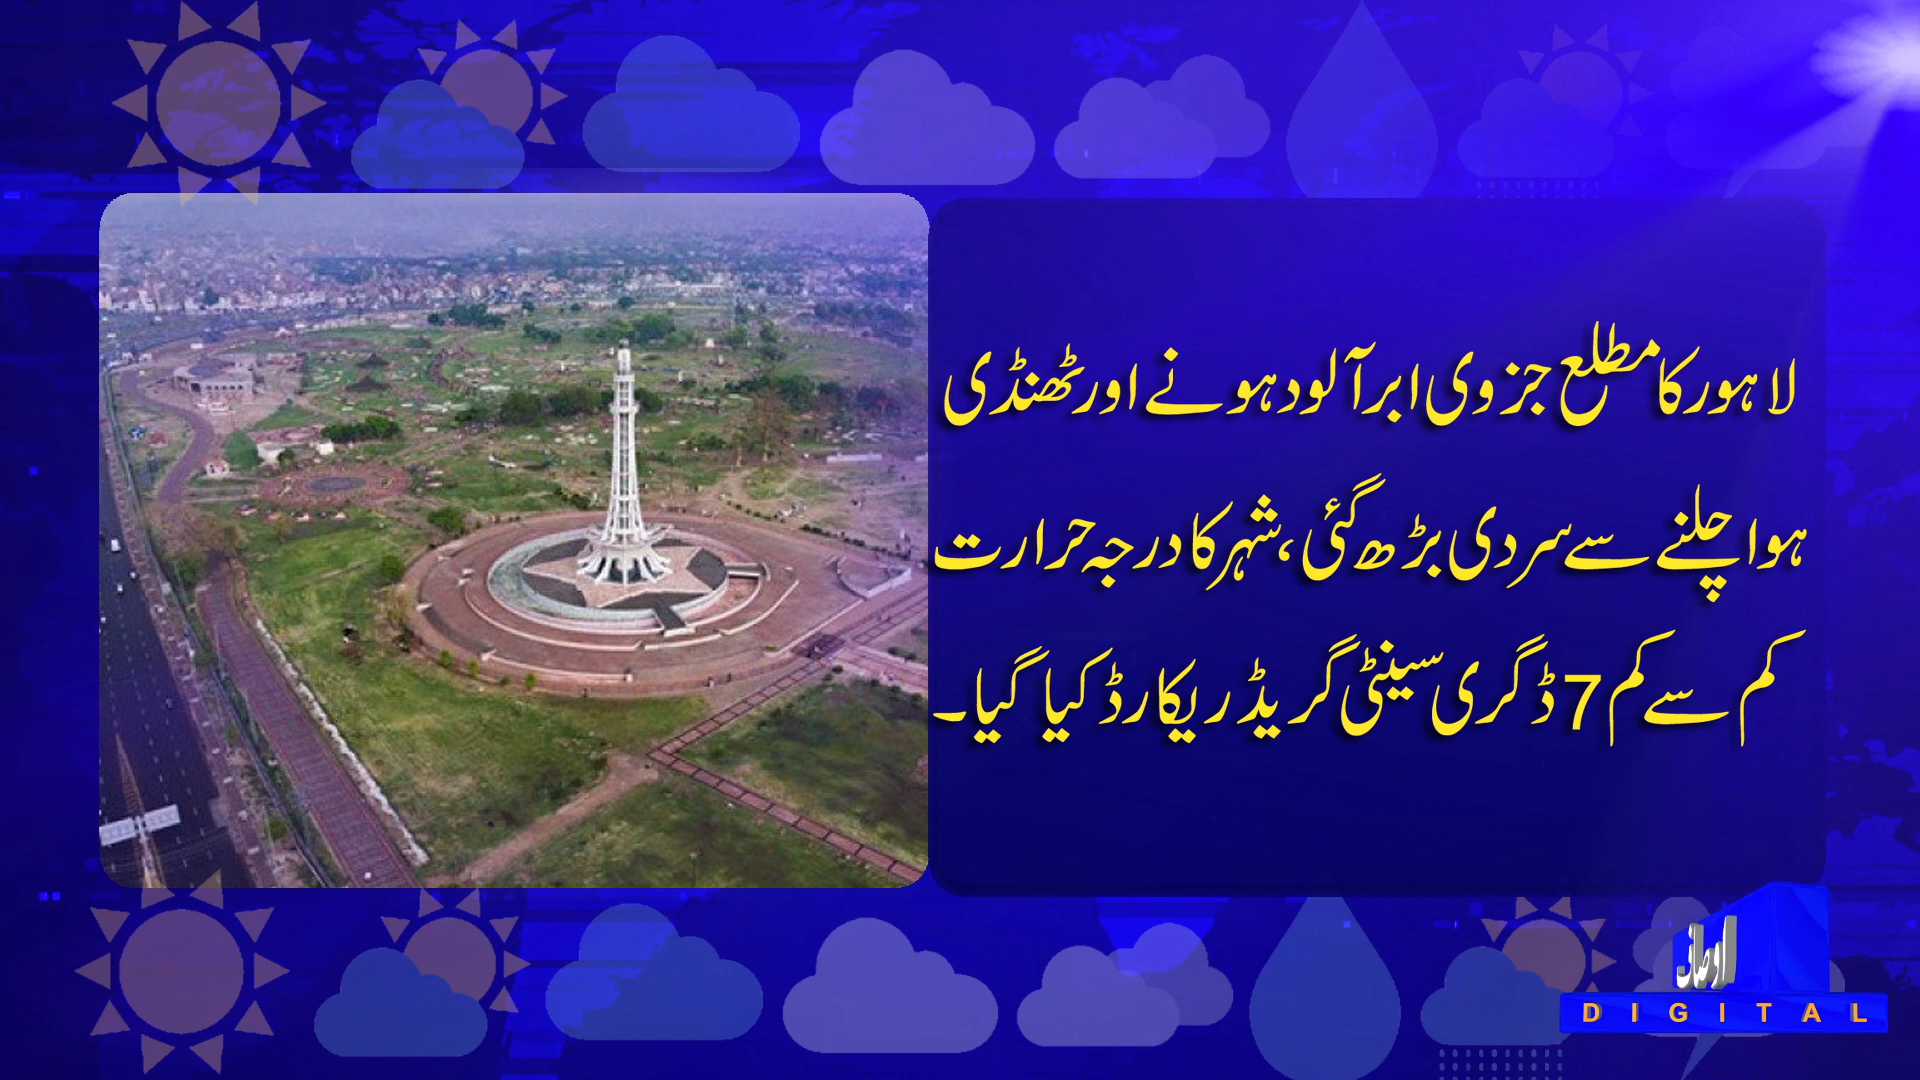 لاہور کا مطلع جزوی ابر آلود ہونے اور ٹھنڈی
ہوا چلنے سے سردی بڑھ گئی، شہر کا درجہ حرارت
کم سے کم 7 ڈگری سینٹی گریڈ ریکارڈ کیا گیا۔
اوصاف
DIGITAL